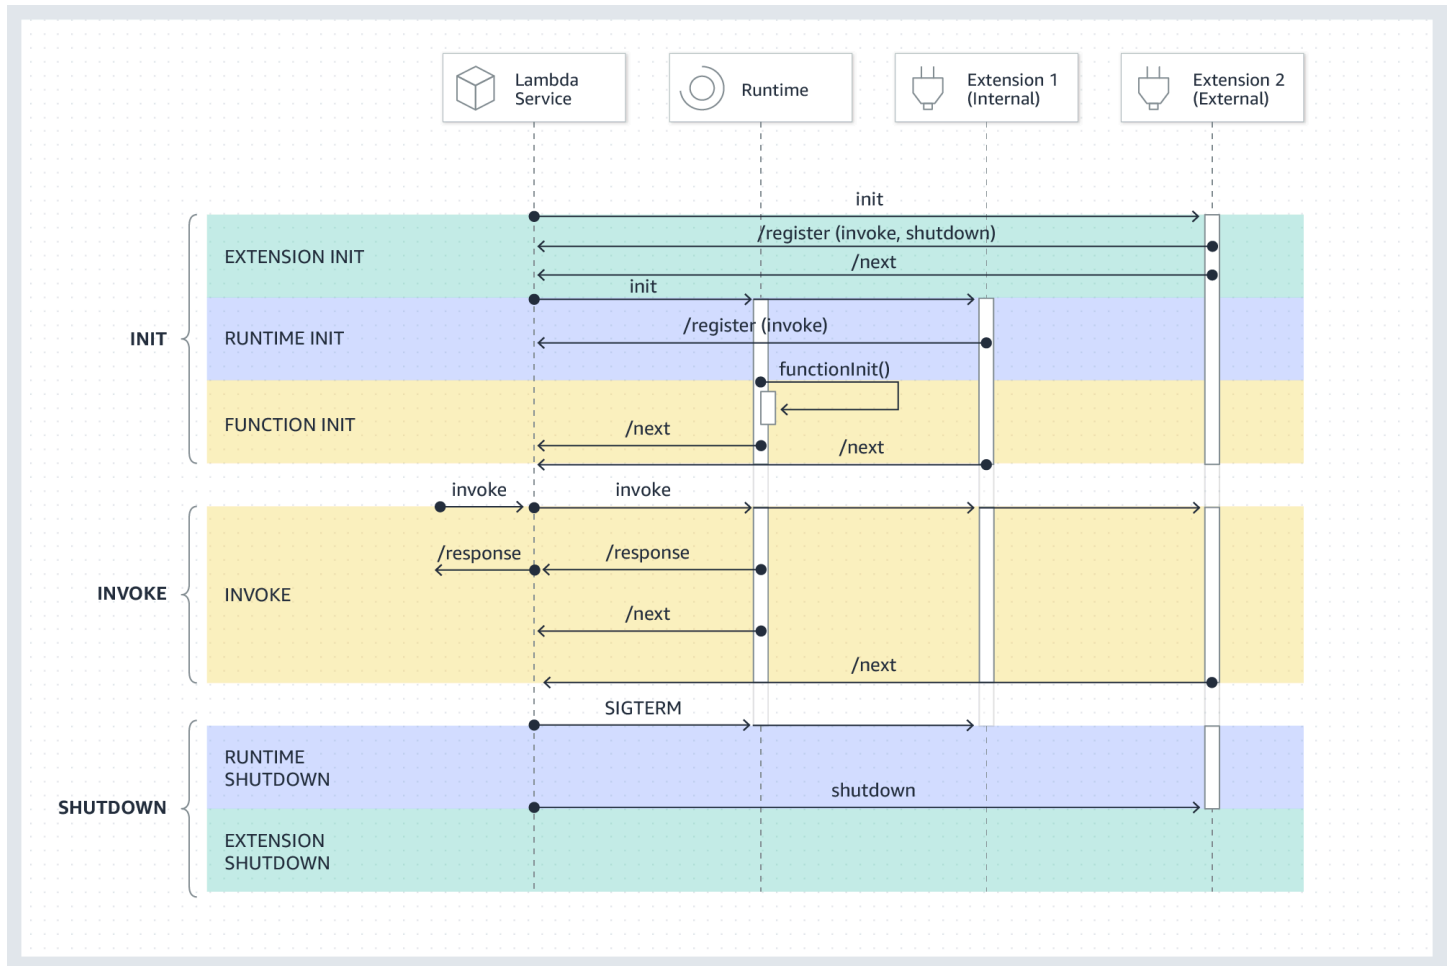 Lambda
Service
Runtime
Extension 1
(Internal)
Extension 2
(External)
init
/register (invoke, shutdown)
EXTENSION INIT
/next
init
/register (invoke)
INIT
RUNTIME INIT
functionInit()
FUNCTION INIT
/next
/next
invoke
invoke
/response
/response
INVOKE
INVOKE
/next
/next
SIGTERM
RUNTIME
SHUTDOWN
shutdown
SHUTDOWN
EXTENSION
SHUTDOWN